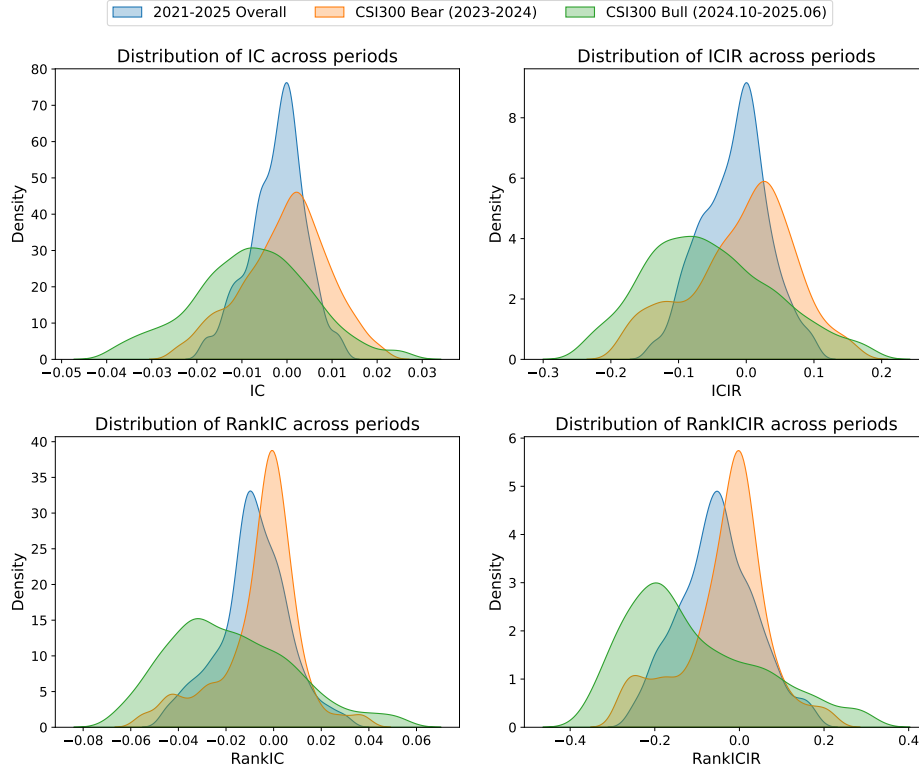 2021-2025 Overall CSI300 Bear (2023-2024) CSI300 Bull (2024.10-2025.06)
Distribution of IC across periods
80
70
60
50
40
30
20
10
0
Density
−0.05 −0.04 −0.03 −0.02 −0.01 0.00 0.01 0.02 0.03
IC
Distribution of ICIR across periods
8
6
4
2
0
Density
−0.3 −0.2 −0.1 0.0 0.1 0.2
ICIR
Distribution of RankIC across periods
40
35
30
25
20
15
10
5
0
Density
−0.08 −0.06 −0.04 −0.02 0.00 0.02 0.04 0.06
RankIC
Distribution of RankICIR across periods
6
5
4
3
2
1
0
Density
−0.4 −0.2 0.0 0.2 0.4
RankICIR